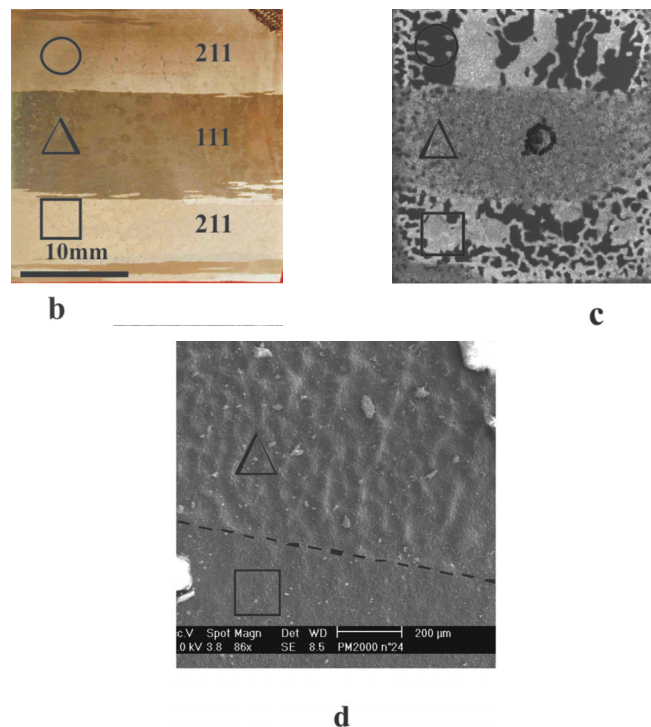 211
111
211
10mm
b
c
c.V Spot Magn Det WD 200 µm
.0 kV 3.8 86x SE 8.5 PM2000 n°24
d